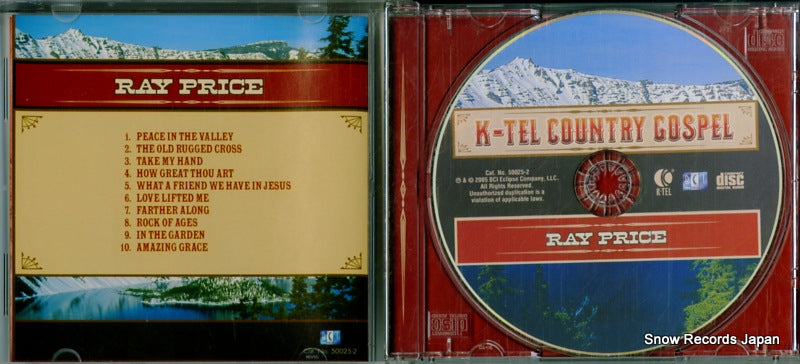 RAY PRICE
1. PEACE IN THE VALLEY
2. THE OLD RUGGED CROSS
3. TAKE MY HAND
4. HOW GREAT THOU ART
5. WHAT A FRIEND WE HAVE IN JESUS
6. LOVE LIFTED ME
7. FARTHER ALONG
8. ROCK OF AGES
9. IN THE GARDEN
10. AMAZING GRACE
50025-2
K-TEL COUNTRY GOSPEL
Cat. No. 50025-2
℗ & © 2005 BCI Eclipse Company, LLC.
All Rights Reserved.
Unauthorized duplication is a
violation of applicable laws.
K-TEL
BCI
disc
RAY PRICE
Snow Records Japan